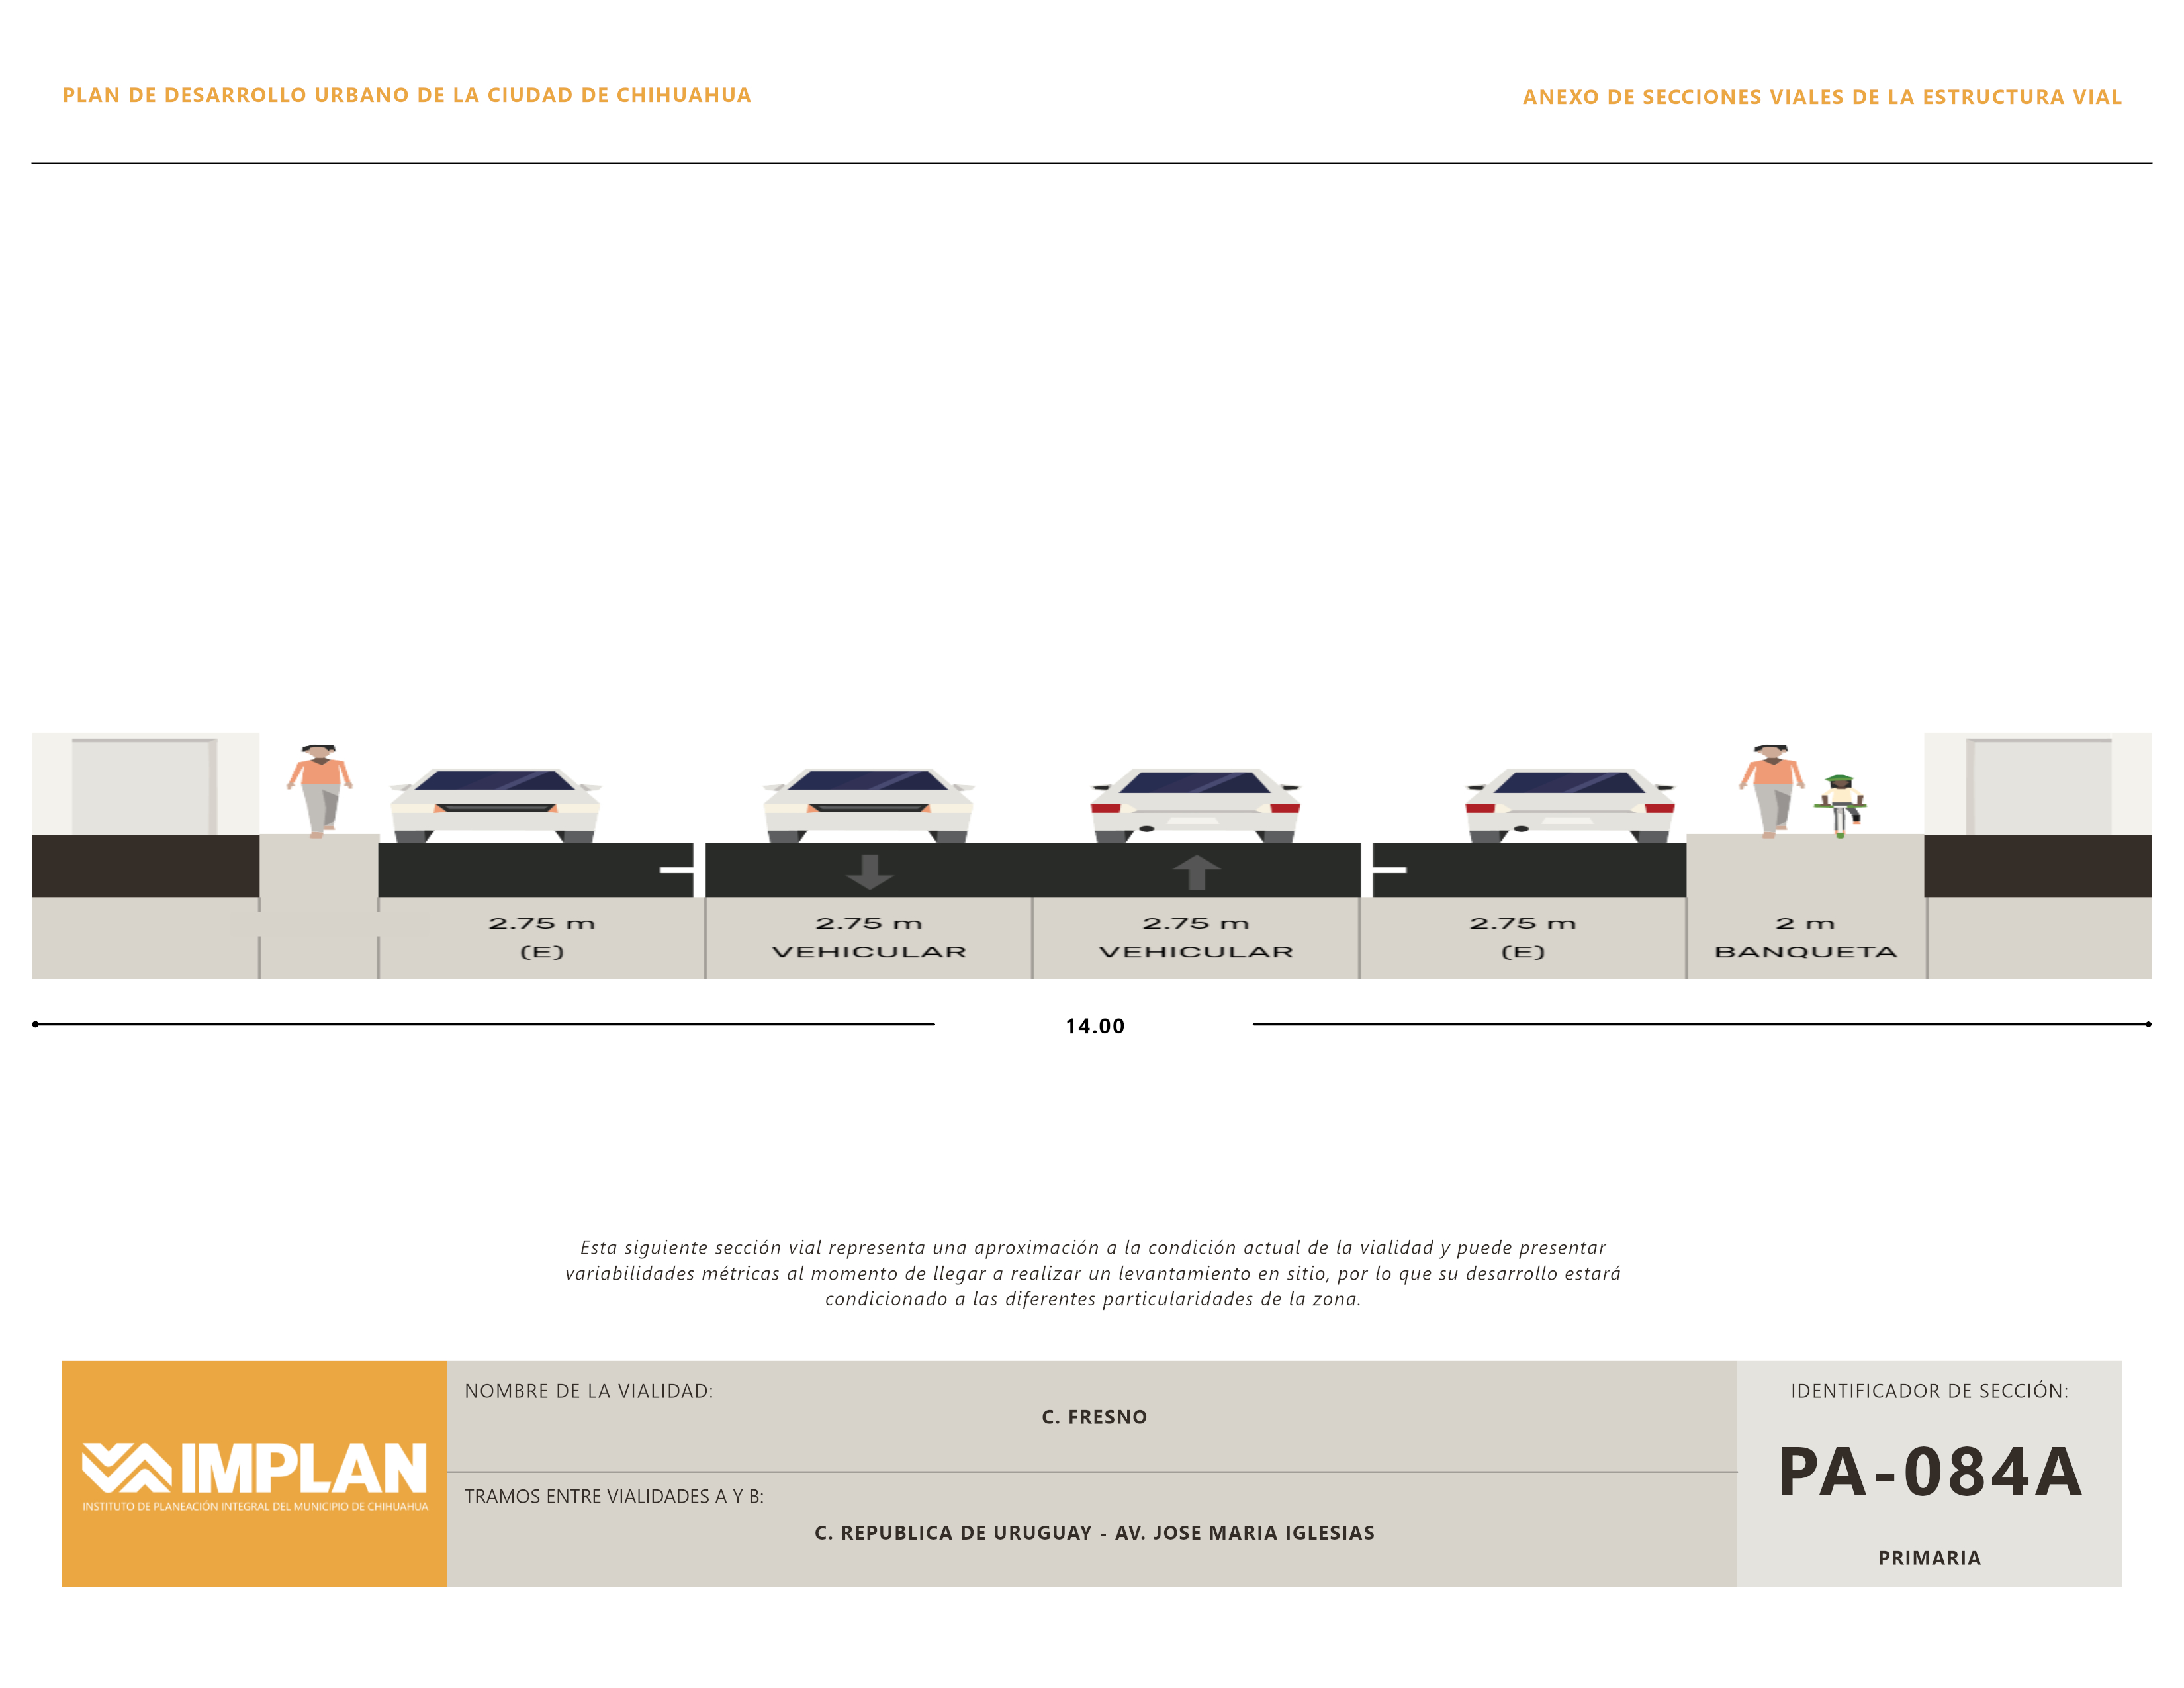 PLAN DE DESARROLLO URBANO DE LA CIUDAD DE CHIHUAHUA
ANEXO DE SECCIONES VIALES DE LA ESTRUCTURA VIAL
2.75 m
(E)
2.75 m
VEHICULAR
2.75 m
VEHICULAR
2.75 m
(E)
2 m
BANQUETA
14.00
Esta siguiente sección vial representa una aproximación a la condición actual de la vialidad y puede presentar
variabilidades métricas al momento de llegar a realizar un levantamiento en sitio, por lo que su desarrollo estará
condicionado a las diferentes particularidades de la zona.
IMPLAN
INSTITUTO DE PLANEACIÓN INTEGRAL DEL MUNICIPIO DE CHIHUAHUA
NOMBRE DE LA VIALIDAD:
C. FRESNO
TRAMOS ENTRE VIALIDADES A Y B:
C. REPUBLICA DE URUGUAY - AV. JOSE MARIA IGLESIAS
IDENTIFICADOR DE SECCIÓN:
PA-084A
PRIMARIA